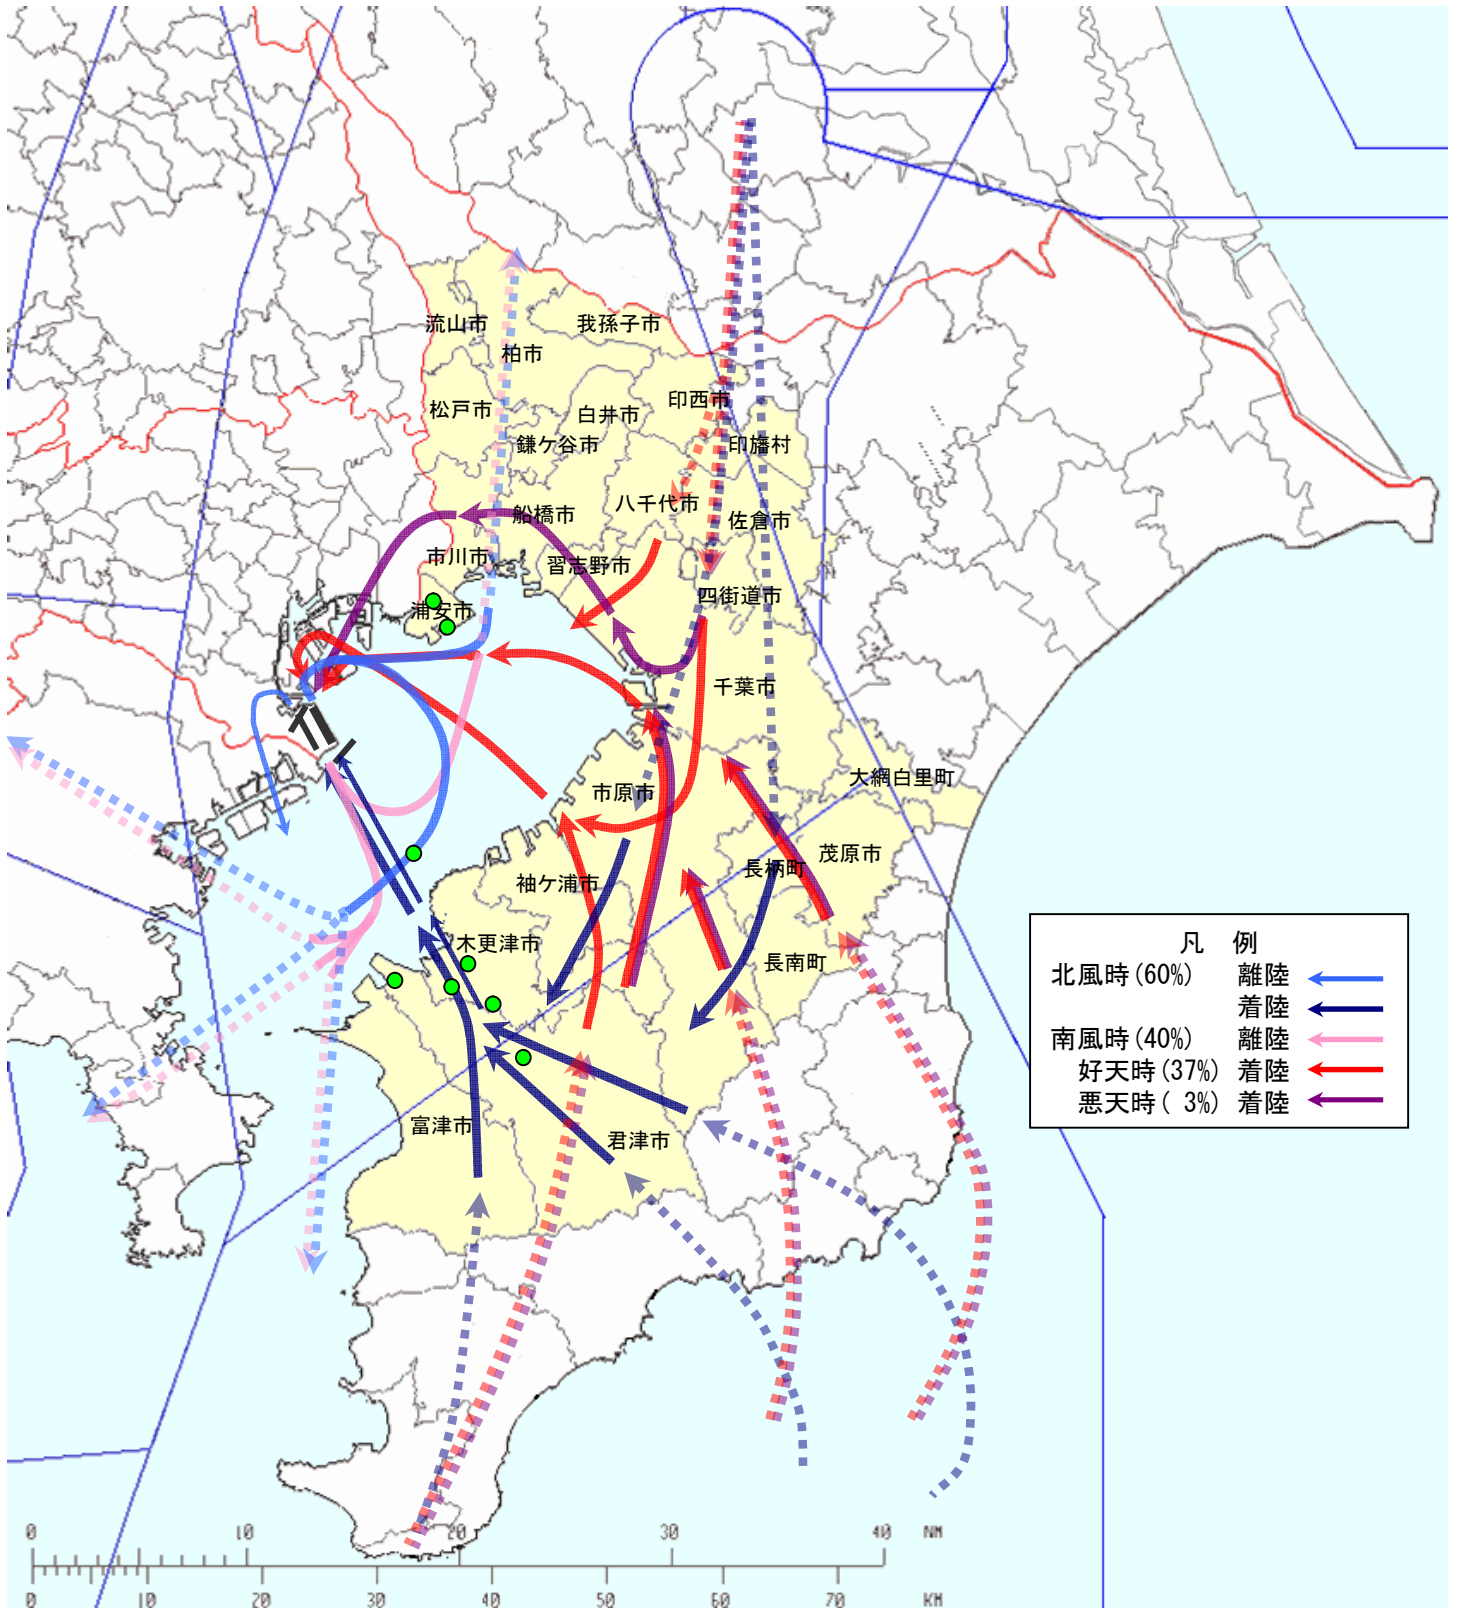 流山市
我孫子市
柏市
松戸市
白井市
印西市
鎌ケ谷市
印旛村
船橋市
八千代市
佐倉市
市川市
習志野市
浦安市
四街道市
千葉市
大網白里町
市原市
茂原市
長柄町
袖ケ浦市
木更津市
長南町
富津市
君津市
凡 例
北風時(60%) 離陸
着陸
南風時(40%) 離陸
好天時(37%) 着陸
悪天時( 3%) 着陸
0 10 20 30 40 NM
0 10 20 30 40 50 60 70 KM